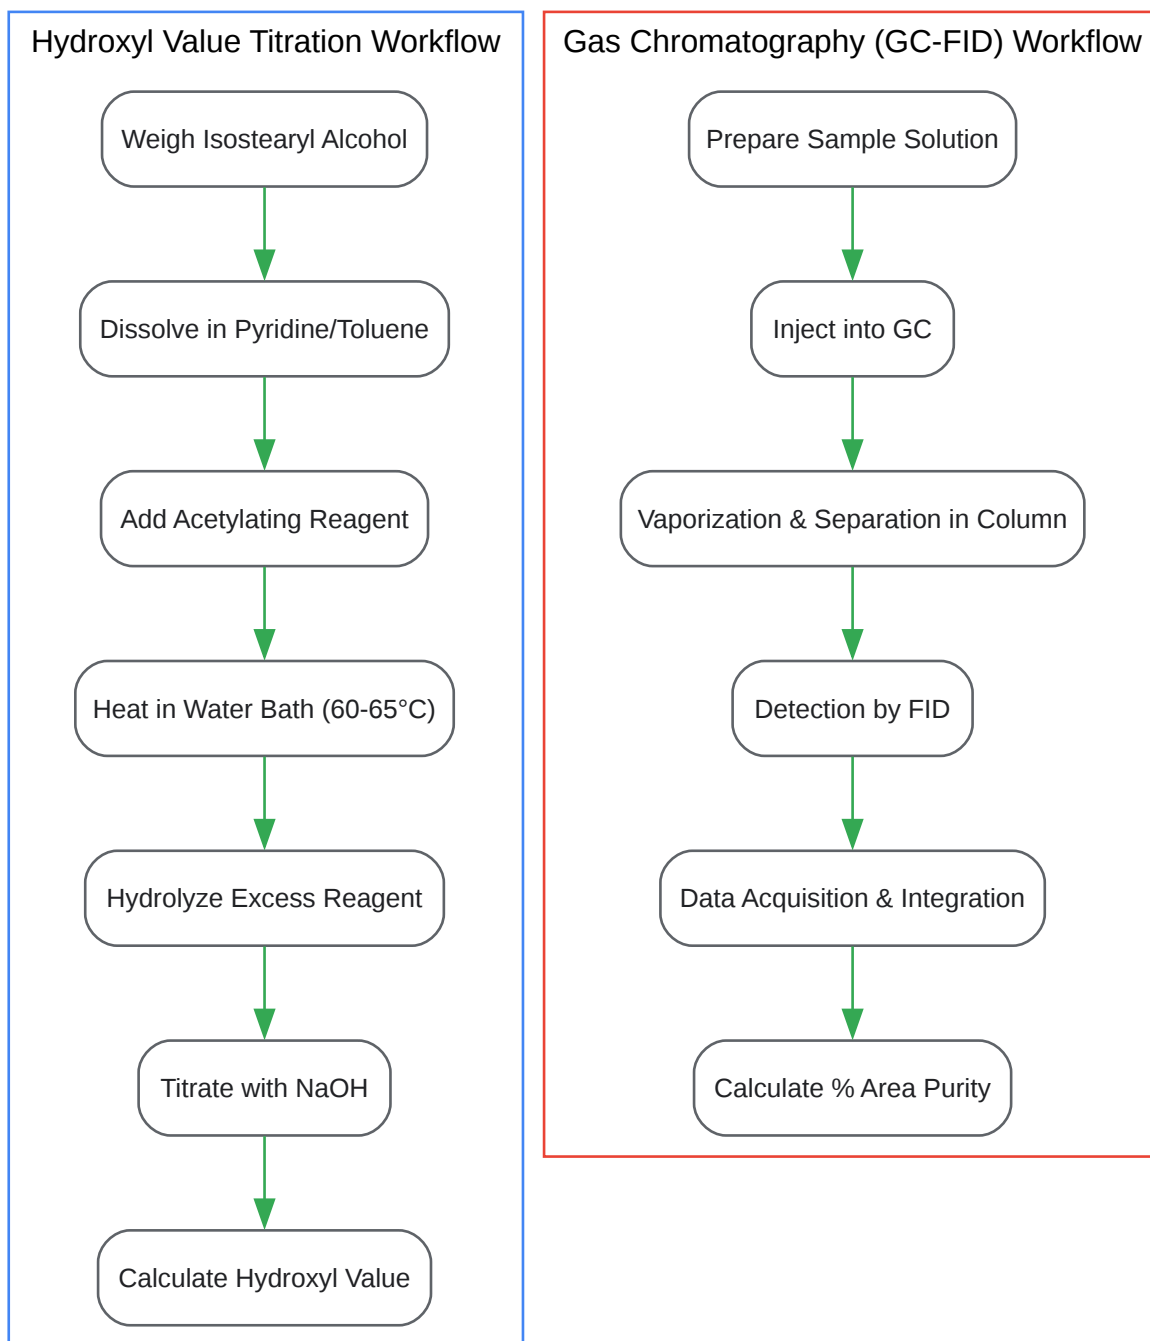 Hydroxyl Value Titration Workflow
Weigh Isostearyl Alcohol
Dissolve in Pyridine/Toluene
Add Acetylating Reagent
Heat in Water Bath (60-65°C)
Hydrolyze Excess Reagent
Titrate with NaOH
Calculate Hydroxyl Value
Gas Chromatography (GC-FID) Workflow
Prepare Sample Solution
Inject into GC
Vaporization & Separation in Column
Detection by FID
Data Acquisition & Integration
Calculate % Area Purity